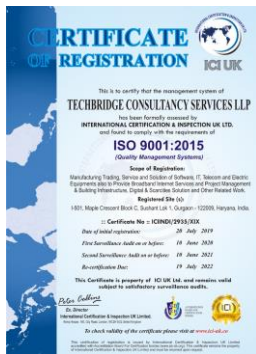 CERTIFICATE
OF REGISTRATION
ICI UK
This is to certify that the management system of
TECHBRIDGE CONSULTANCY SERVICES LLP
has been formally assessed by
INTERNATIONAL CERTIFICATION & INSPECTION UK LTD.
and found to comply with the requirements of
ISO 9001:2015
(Quality Management Systems)
Scope of Registration:
Manufacturing Trading, Service and Solution of Software, IT, Telecom and Electric
Equipments also to Provide Broadband Internet Services and Project Management
& Building Infrastructure, Digital & Scarcities Solution and Other Related Work.
Registered Site (s):
I-601, Maple Crescent Block C, Sushant Lok 1, Gurgaon - 122009, Haryana, India.
:: Certificate No :: ICIINDI/2935/XIX
Date of initial registration: 20 July 2019
First Surveillance Audit on or before: 19 June 2020
Second Surveillance Audit on or before: 19 June 2021
Re-certification Due: 19 July 2022
This Certificate is property of ICI UK Ltd. and remains valid
subject to satisfactory surveillance audits.
Ex. Director
International Certification & Inspection UK Limited.
ICI
To check validity of the certificate please visit at www.ici-uk.co